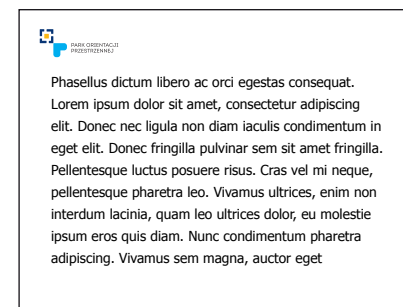 PARK ORIENTACJI
PRZESTRZENNEJ
Phasellus dictum libero ac orci egestas consequat.
Lorem ipsum dolor sit amet, consectetur adipiscing
elit. Donec nec ligula non diam iaculis condimentum in
eget elit. Donec fringilla pulvinar sem sit amet fringilla.
Pellentesque luctus posuere risus. Cras vel mi neque,
pellentesque pharetra leo. Vivamus ultrices, enim non
interdum lacinia, quam leo ultrices dolor, eu molestie
ipsum eros quis diam. Nunc condimentum pharetra
adipiscing. Vivamus sem magna, auctor eget